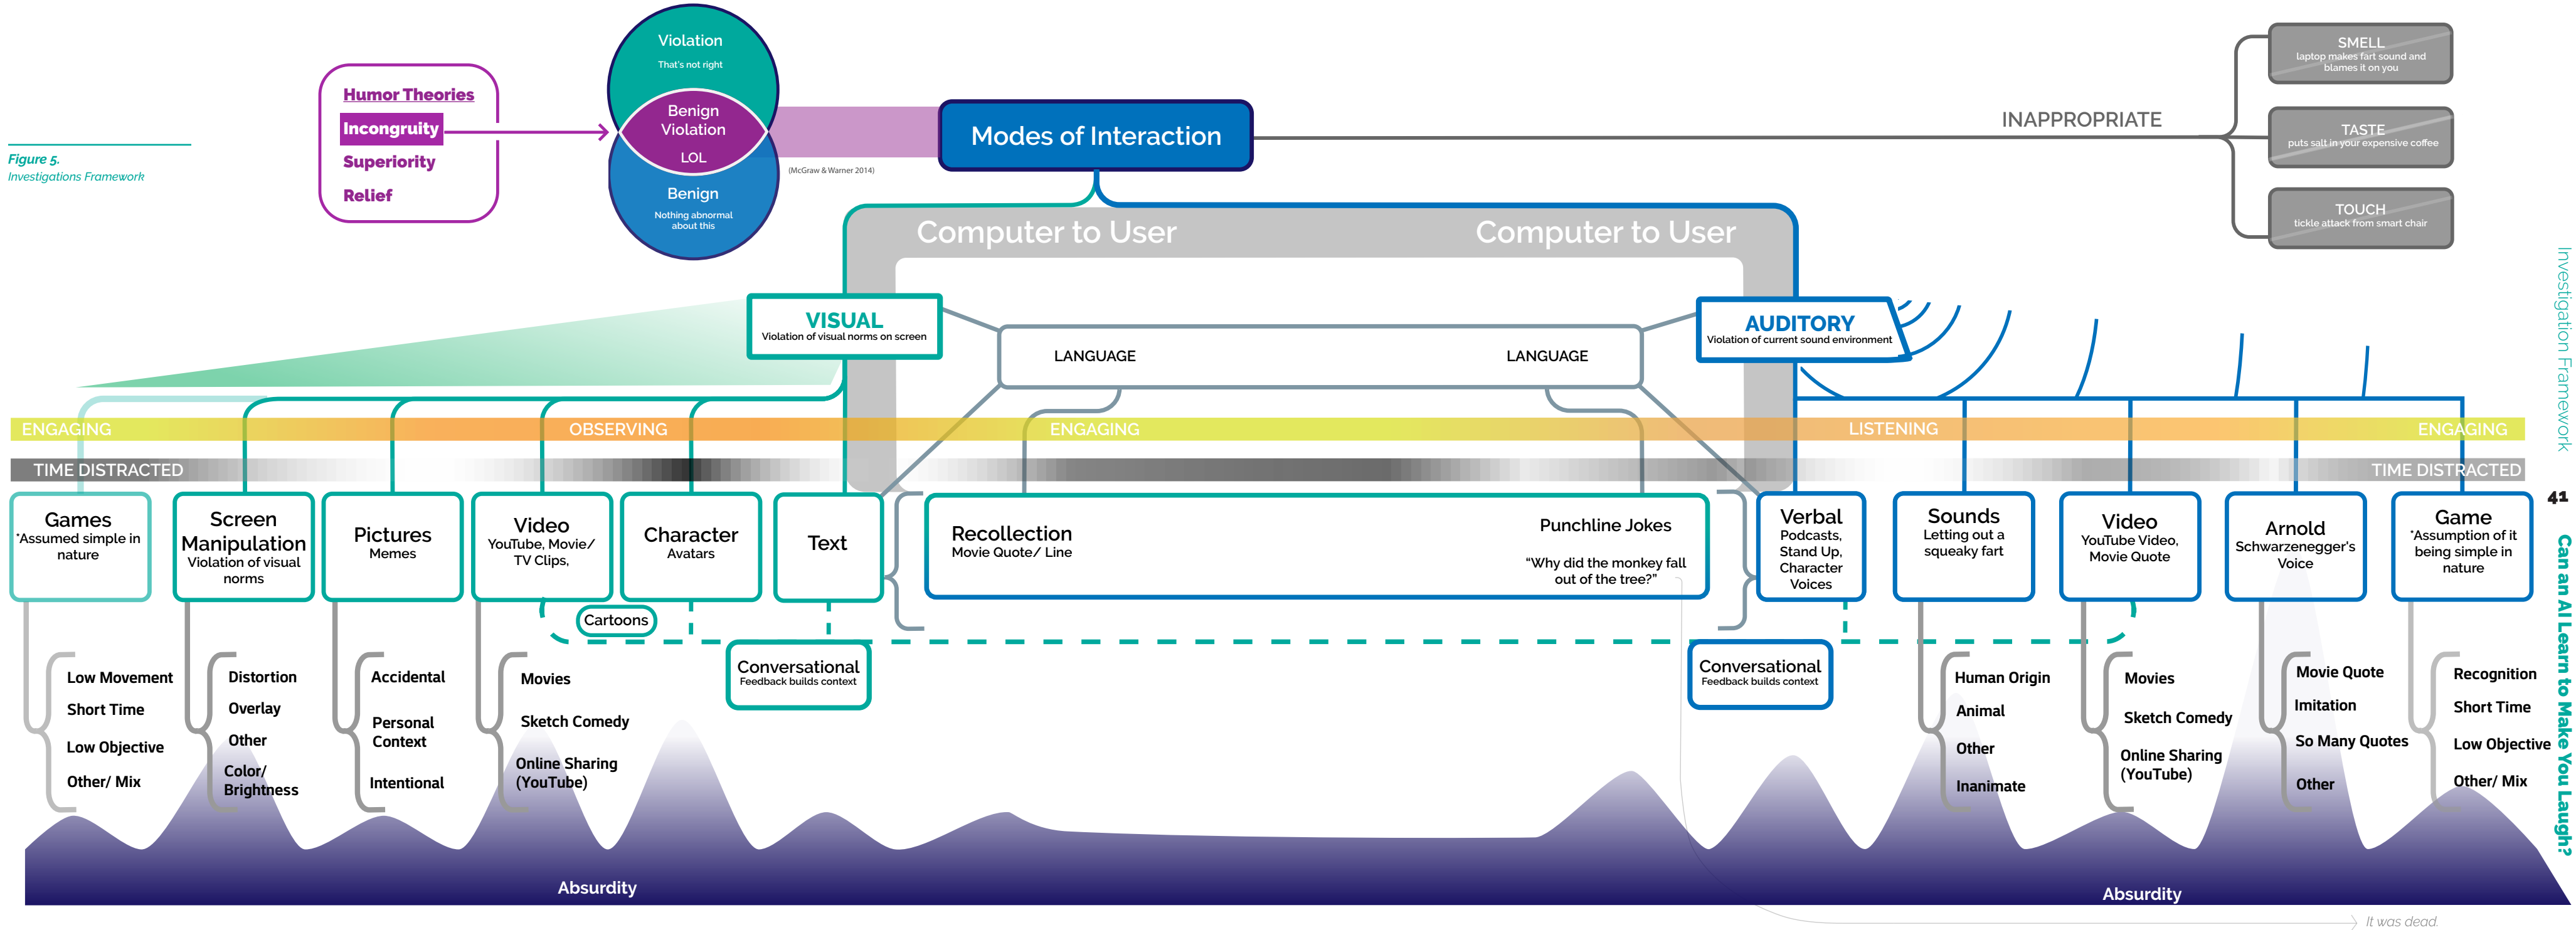 Figure 5.
Investigations Framework
Humor Theories
Incongruity
Superiority
Relief
Violation
That's not right
Benign
Violation
LOL
Benign
Nothing abnormal
about this
(McGraw & Warner 2014)
Modes of Interaction
INAPPROPRIATE
SMELL
laptop makes fart sound and
blames it on you
TASTE
puts salt in your expensive coffee
TOUCH
tickle attack from smart chair
Computer to User
Computer to User
VISUAL
Violation of visual norms on screen
LANGUAGE
LANGUAGE
AUDITORY
Violation of current sound environment
ENGAGING
OBSERVING
ENGAGING
LISTENING
ENGAGING
TIME DISTRACTED
TIME DISTRACTED
Games
*Assumed simple in
nature
Screen
Manipulation
Violation of visual
norms
Pictures
Memes
Video
YouTube, Movie/
TV Clips,
Character
Avatars
Text
Recollection
Movie Quote/ Line
Punchline Jokes
“Why did the monkey fall
out of the tree?”
Verbal
Podcasts,
Stand Up,
Character
Voices
Sounds
Letting out a
squeaky fart
Video
YouTube Video,
Movie Quote
Arnold
Schwarzenegger's
Voice
Game
*Assumption of it
being simple in
nature
Cartoons
Conversational
Feedback builds context
Conversational
Feedback builds context
Low Movement
Short Time
Low Objective
Other/ Mix
Distortion
Overlay
Other
Color/
Brightness
Accidental
Personal
Context
Intentional
Movies
Sketch Comedy
Online Sharing
(YouTube)
Human Origin
Animal
Other
Inanimate
Movies
Sketch Comedy
Online Sharing
(YouTube)
Movie Quote
Imitation
So Many Quotes
Other
Recognition
Short Time
Low Objective
Other/ Mix
Absurdity
Absurdity
It was dead.
Investigation Framework
41
Can an AI Learn to Make You Laugh?